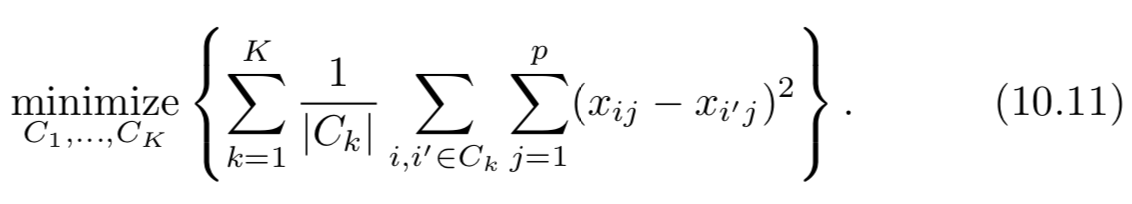 minimize_{C_1,...,C_K} { \sum_{k=1}^{K} \frac{1}{|C_k|} \sum_{i,i' \in C_k} \sum_{j=1}^{p} (x_{ij} - x_{i'j})^2 } . (10.11)